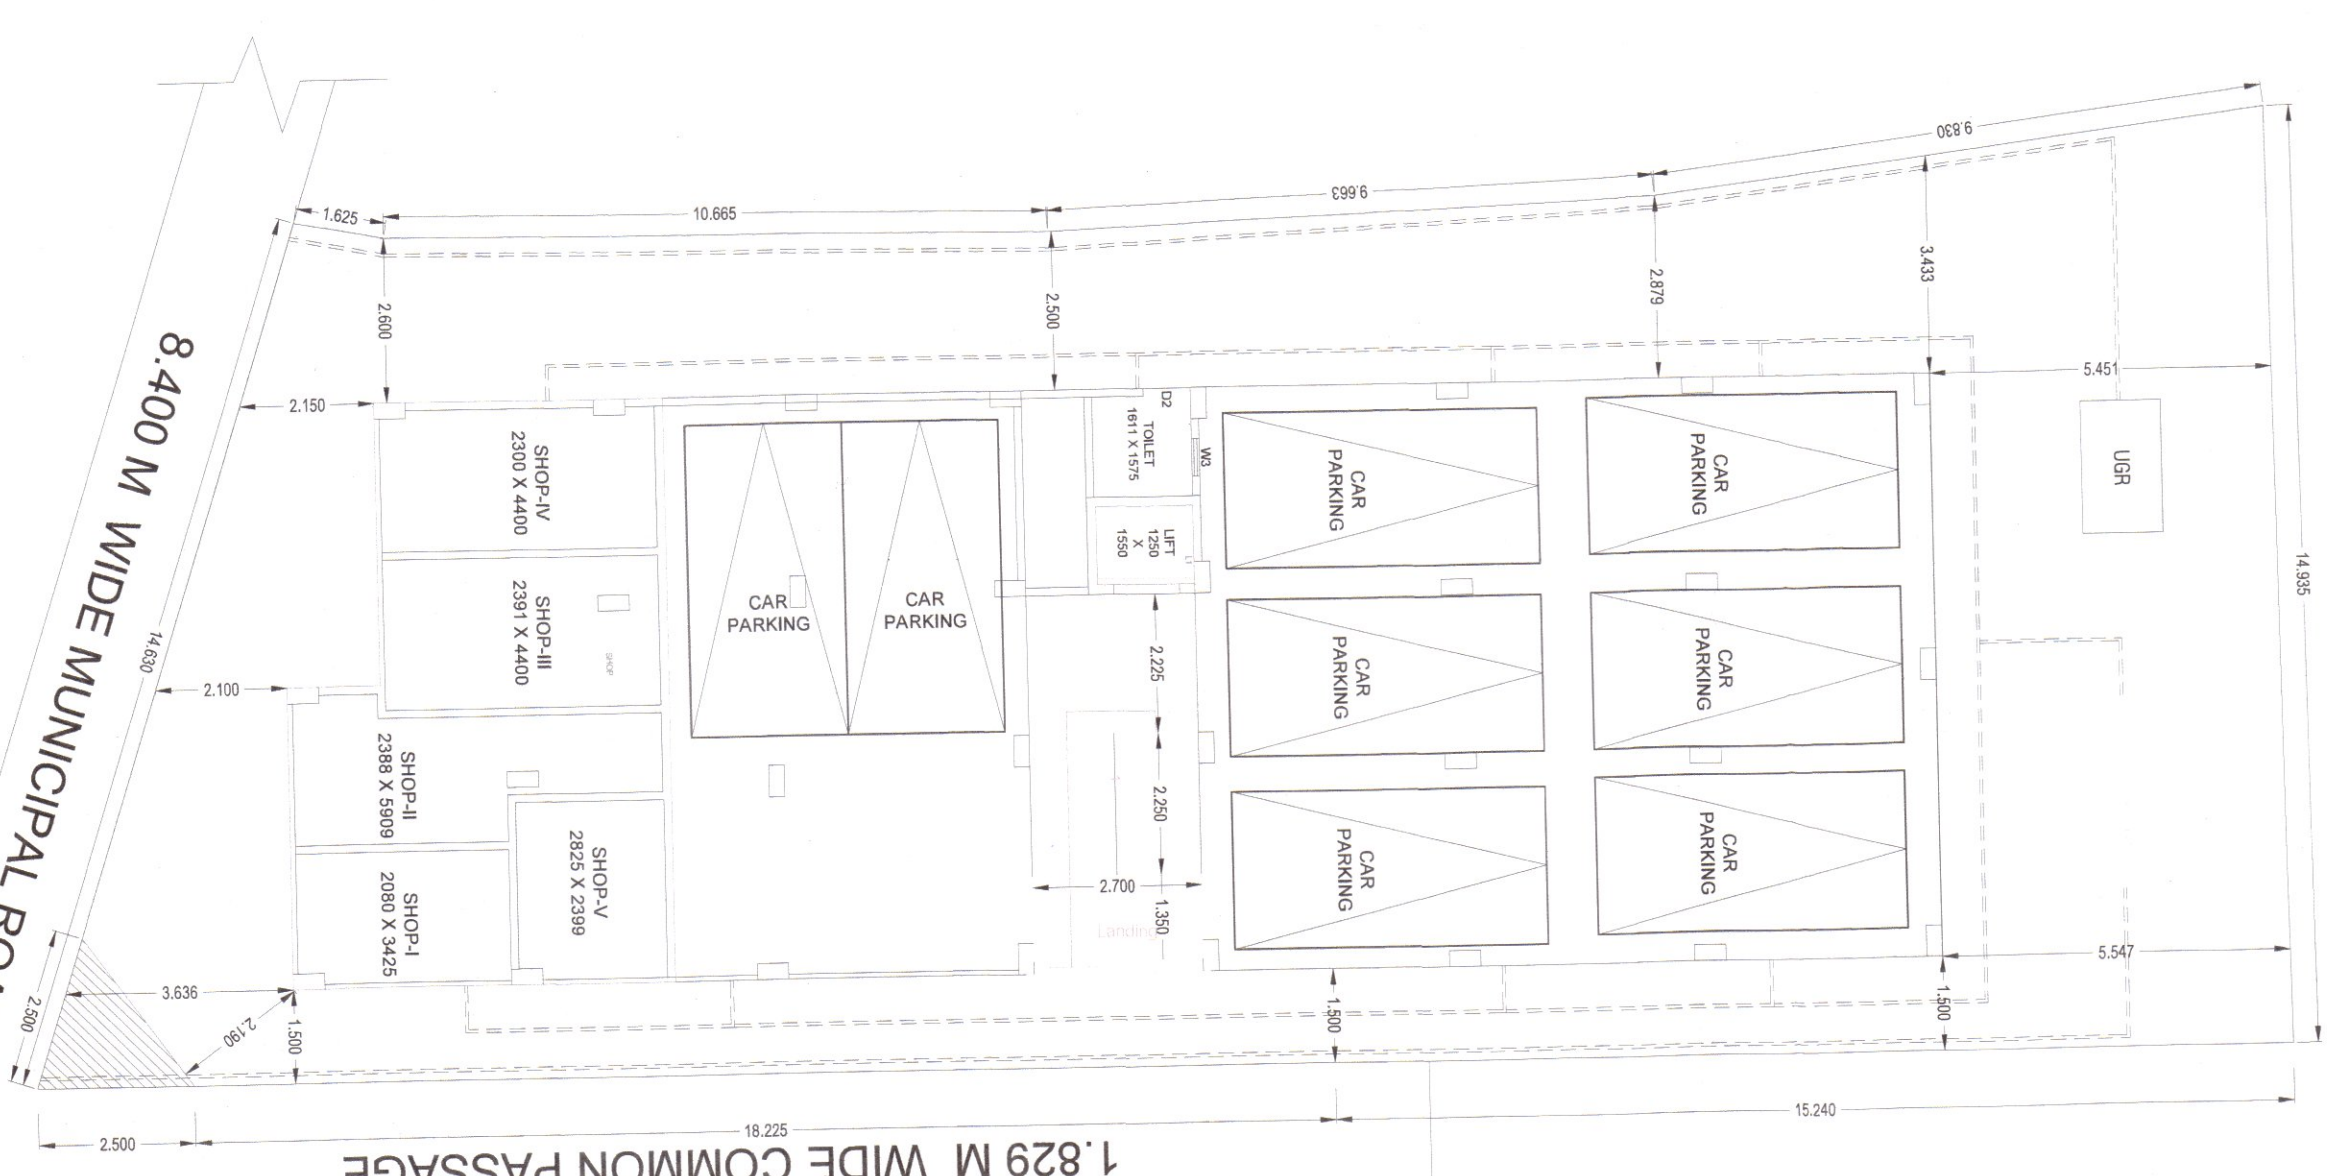 9.830
9.663
10.665
1.625
2.600
2.500
2.879
3.433
5.451
2.150
8.400 M WIDE MUNICIPAL
14.630
2.100
SHOP-IV
2300 X 4400
SHOP-III
2391 X 4400
SHOP
SHOP-II
2388 X 5909
SHOP-I
2080 X 3425
SHOP-V
2825 X 2399
CAR
PARKING
CAR
PARKING
D2
TOILET
1611 X 1575
W3
LIFT
1250
X
1550
2.225
2.250
2.700
1.350
Landing
CAR
PARKING
CAR
PARKING
CAR
PARKING
CAR
PARKING
CAR
PARKING
CAR
PARKING
UGR
14.935
5.547
3.636
2.190
2.500
1.500
1.500
1.500
2.500
18.225
15.240
1.829 M WIDE COMMON PASSAGE